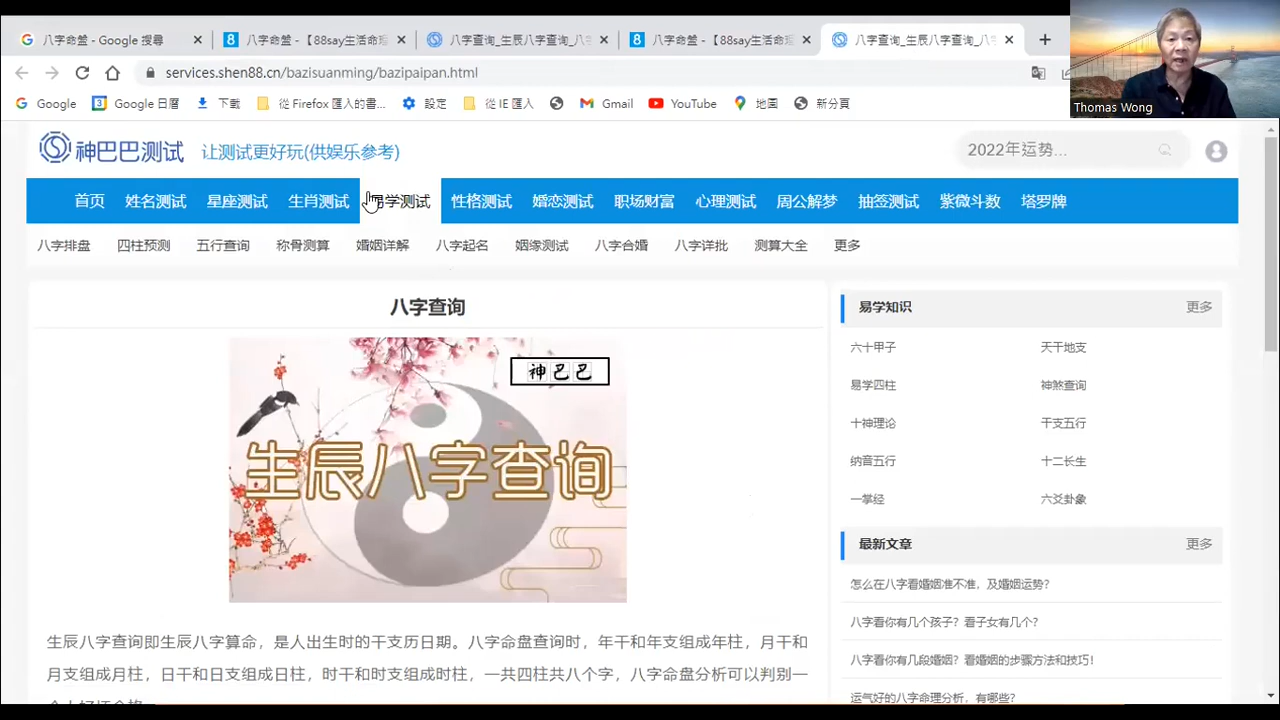 八字命盤 - Google 搜尋
八字命盤 -【88say生活命理
八字查询_生辰八字查询_八
八字命盤 -【88say生活命理
八字查询_生辰八字查询_八字
services.shen88.cn/bazisuanming/bazipaipan.html
Google
Google 日曆
下載
從 Firefox 匯入的書...
設定
從 IE 匯入
Gmail
YouTube
地圖
新分頁
Thomas Wong
神巴巴测试
让测试更好玩(供娱乐参考)
2022年运势...
首页 姓名测试 星座测试 生肖测试 学测试 性格测试 婚恋测试 职场财富 心理测试 周公解梦 抽签测试 紫微斗数 塔罗牌
八字排盘 四柱预测 五行查询 称骨测算 婚姻详解 八字起名 姻缘测试 八字合婚 八字详批 测算大全 更多
八字查询
神巴巴
生辰八字查询
生辰八字查询即生辰八字算命，是人出生时的干支历日期。八字命盘查询时，年干和年支组成年柱，月干和
月支组成月柱，日干和日支组成日柱，时干和时支组成时柱，一共四柱共八个字，八字命盘分析可以判别一
易学知识 更多
六十甲子 天干地支
易学四柱 神煞查询
十神理论 干支五行
纳音五行 十二长生
一掌经 六爻卦象
最新文章 更多
怎么在八字看婚姻准不准，及婚姻运势？
八字看你有几个孩子？看子女有几个？
八字看你有几段婚姻？看婚姻的步骤方法和技巧！
运气好的八字命理分析，有哪些？